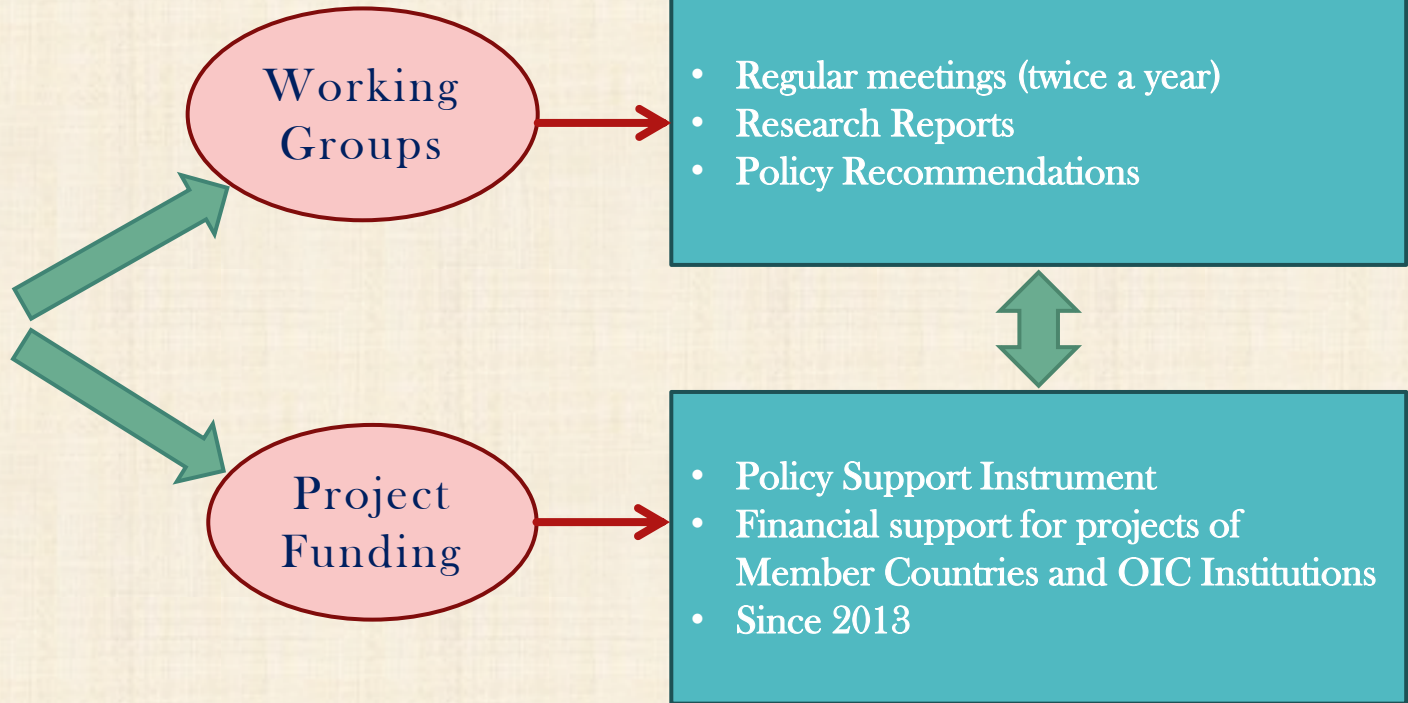 Working
Groups
• Regular meetings (twice a year)
• Research Reports
• Policy Recommendations
Project
Funding
• Policy Support Instrument
• Financial support for projects of
Member Countries and OIC Institutions
• Since 2013